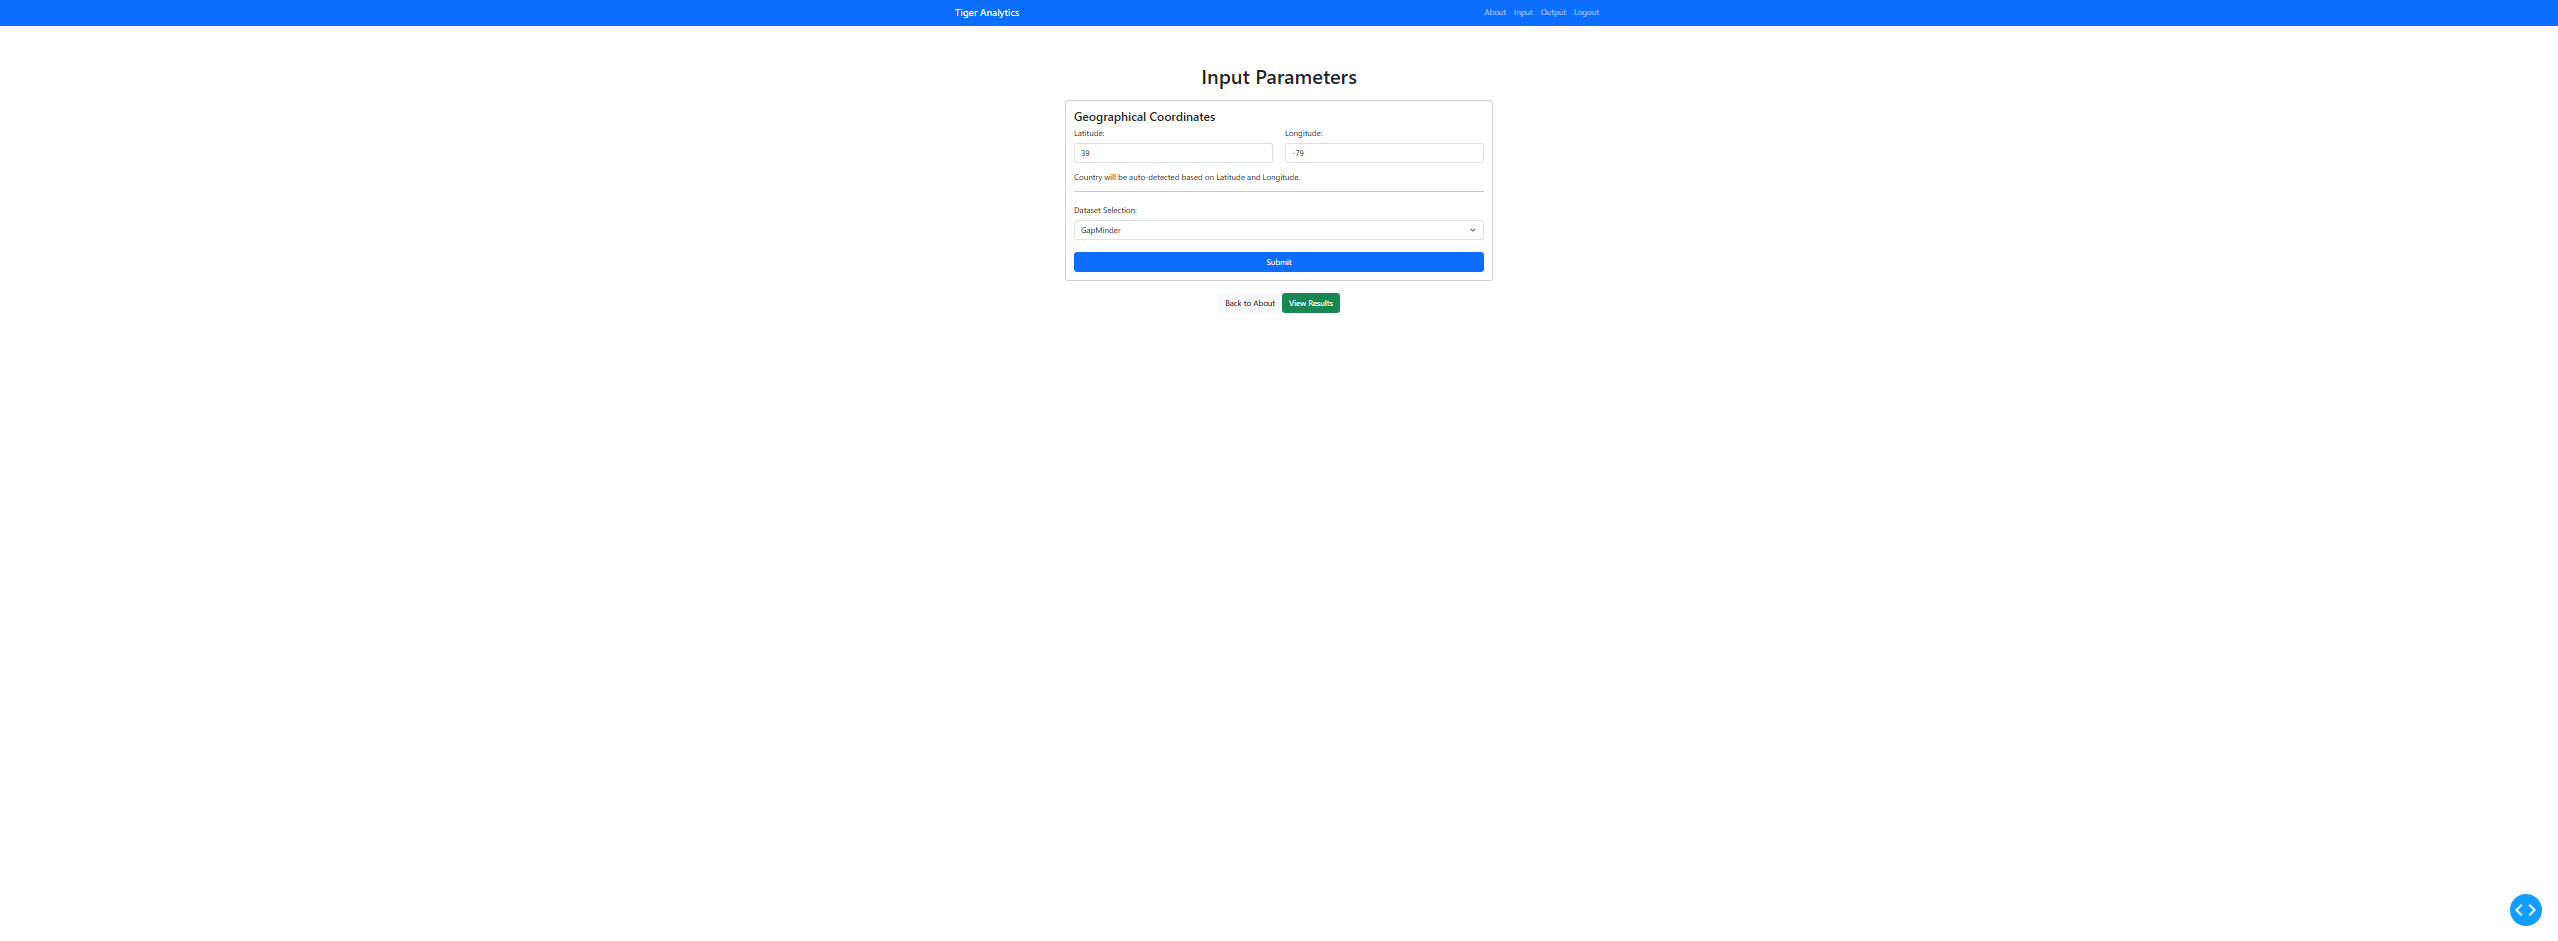 Tiger Analytics About Input Output Logout
Input Parameters
Geographical Coordinates
Latitude: Longitude:
39 -79
Country will be auto-detected based on Latitude and Longitude.
Dataset Selection:
GapMinder
Submit
Back to About View Results